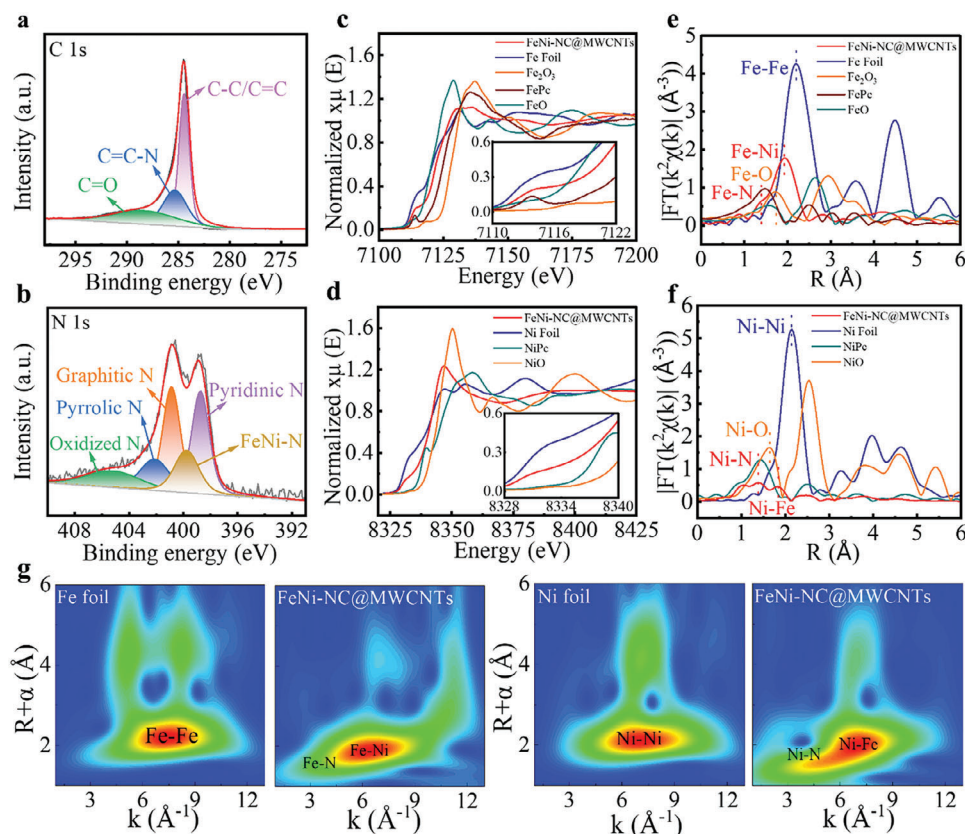 a
C 1s
C-C/C=C
C=C-N
C=O
Intensity (a.u.)
295 290 285 280 275
Binding energy (eV)
b
N 1s
Graphitic N
Pyridinic N
Pyrrolic N
Oxidized N
FeNi-N
Intensity (a.u.)
408 404 400 396 392
Binding energy (eV)
c
FeNi-NC@MWCNTs
Fe Foil
Fe₂O₃
FePc
FeO
Normalized xμ (E)
1.6
1.2
0.8
0.4
0.0
0.6
0.3
0.0
7110 7116 7122
7100 7125 7150 7175 7200
Energy (eV)
d
FeNi-NC@MWCNTs
Ni Foil
NiPc
NiO
Normalized xμ (E)
1.6
1.2
0.8
0.4
0.0
0.6
0.3
0.0
8328 8334 8340
8325 8350 8375 8400 8425
Energy (eV)
e
FeNi-NC@MWCNTs
Fe Foil
Fe₂O₃
FePc
FeO
Fe-Fe
Fe-Ni
Fe-O
Fe-N
|FT(k²χ(k)| (Å⁻³)
5
4
3
2
1
0
0 1 2 3 4 5 6
R (Å)
f
FeNi-NC@MWCNTs
Ni Foil
NiPc
NiO
Ni-Ni
Ni-O
Ni-N
Ni-Fe
|FT(k²χ(k)| (Å⁻³)
6
5
4
3
2
1
0
0 1 2 3 4 5 6
R (Å)
g
Fe foil
Fe-Fe
R+α (Å)
6
4
2
3 6 9 12
k (Å⁻¹)
FeNi-NC@MWCNTs
Fe-N
Fe-Ni
3 6 9 12
k (Å⁻¹)
Ni foil
Ni-Ni
R+α (Å)
6
4
2
3 6 9 12
k (Å⁻¹)
FeNi-NC@MWCNTs
Ni-N
Ni-Fe
3 6 9 12
k (Å⁻¹)